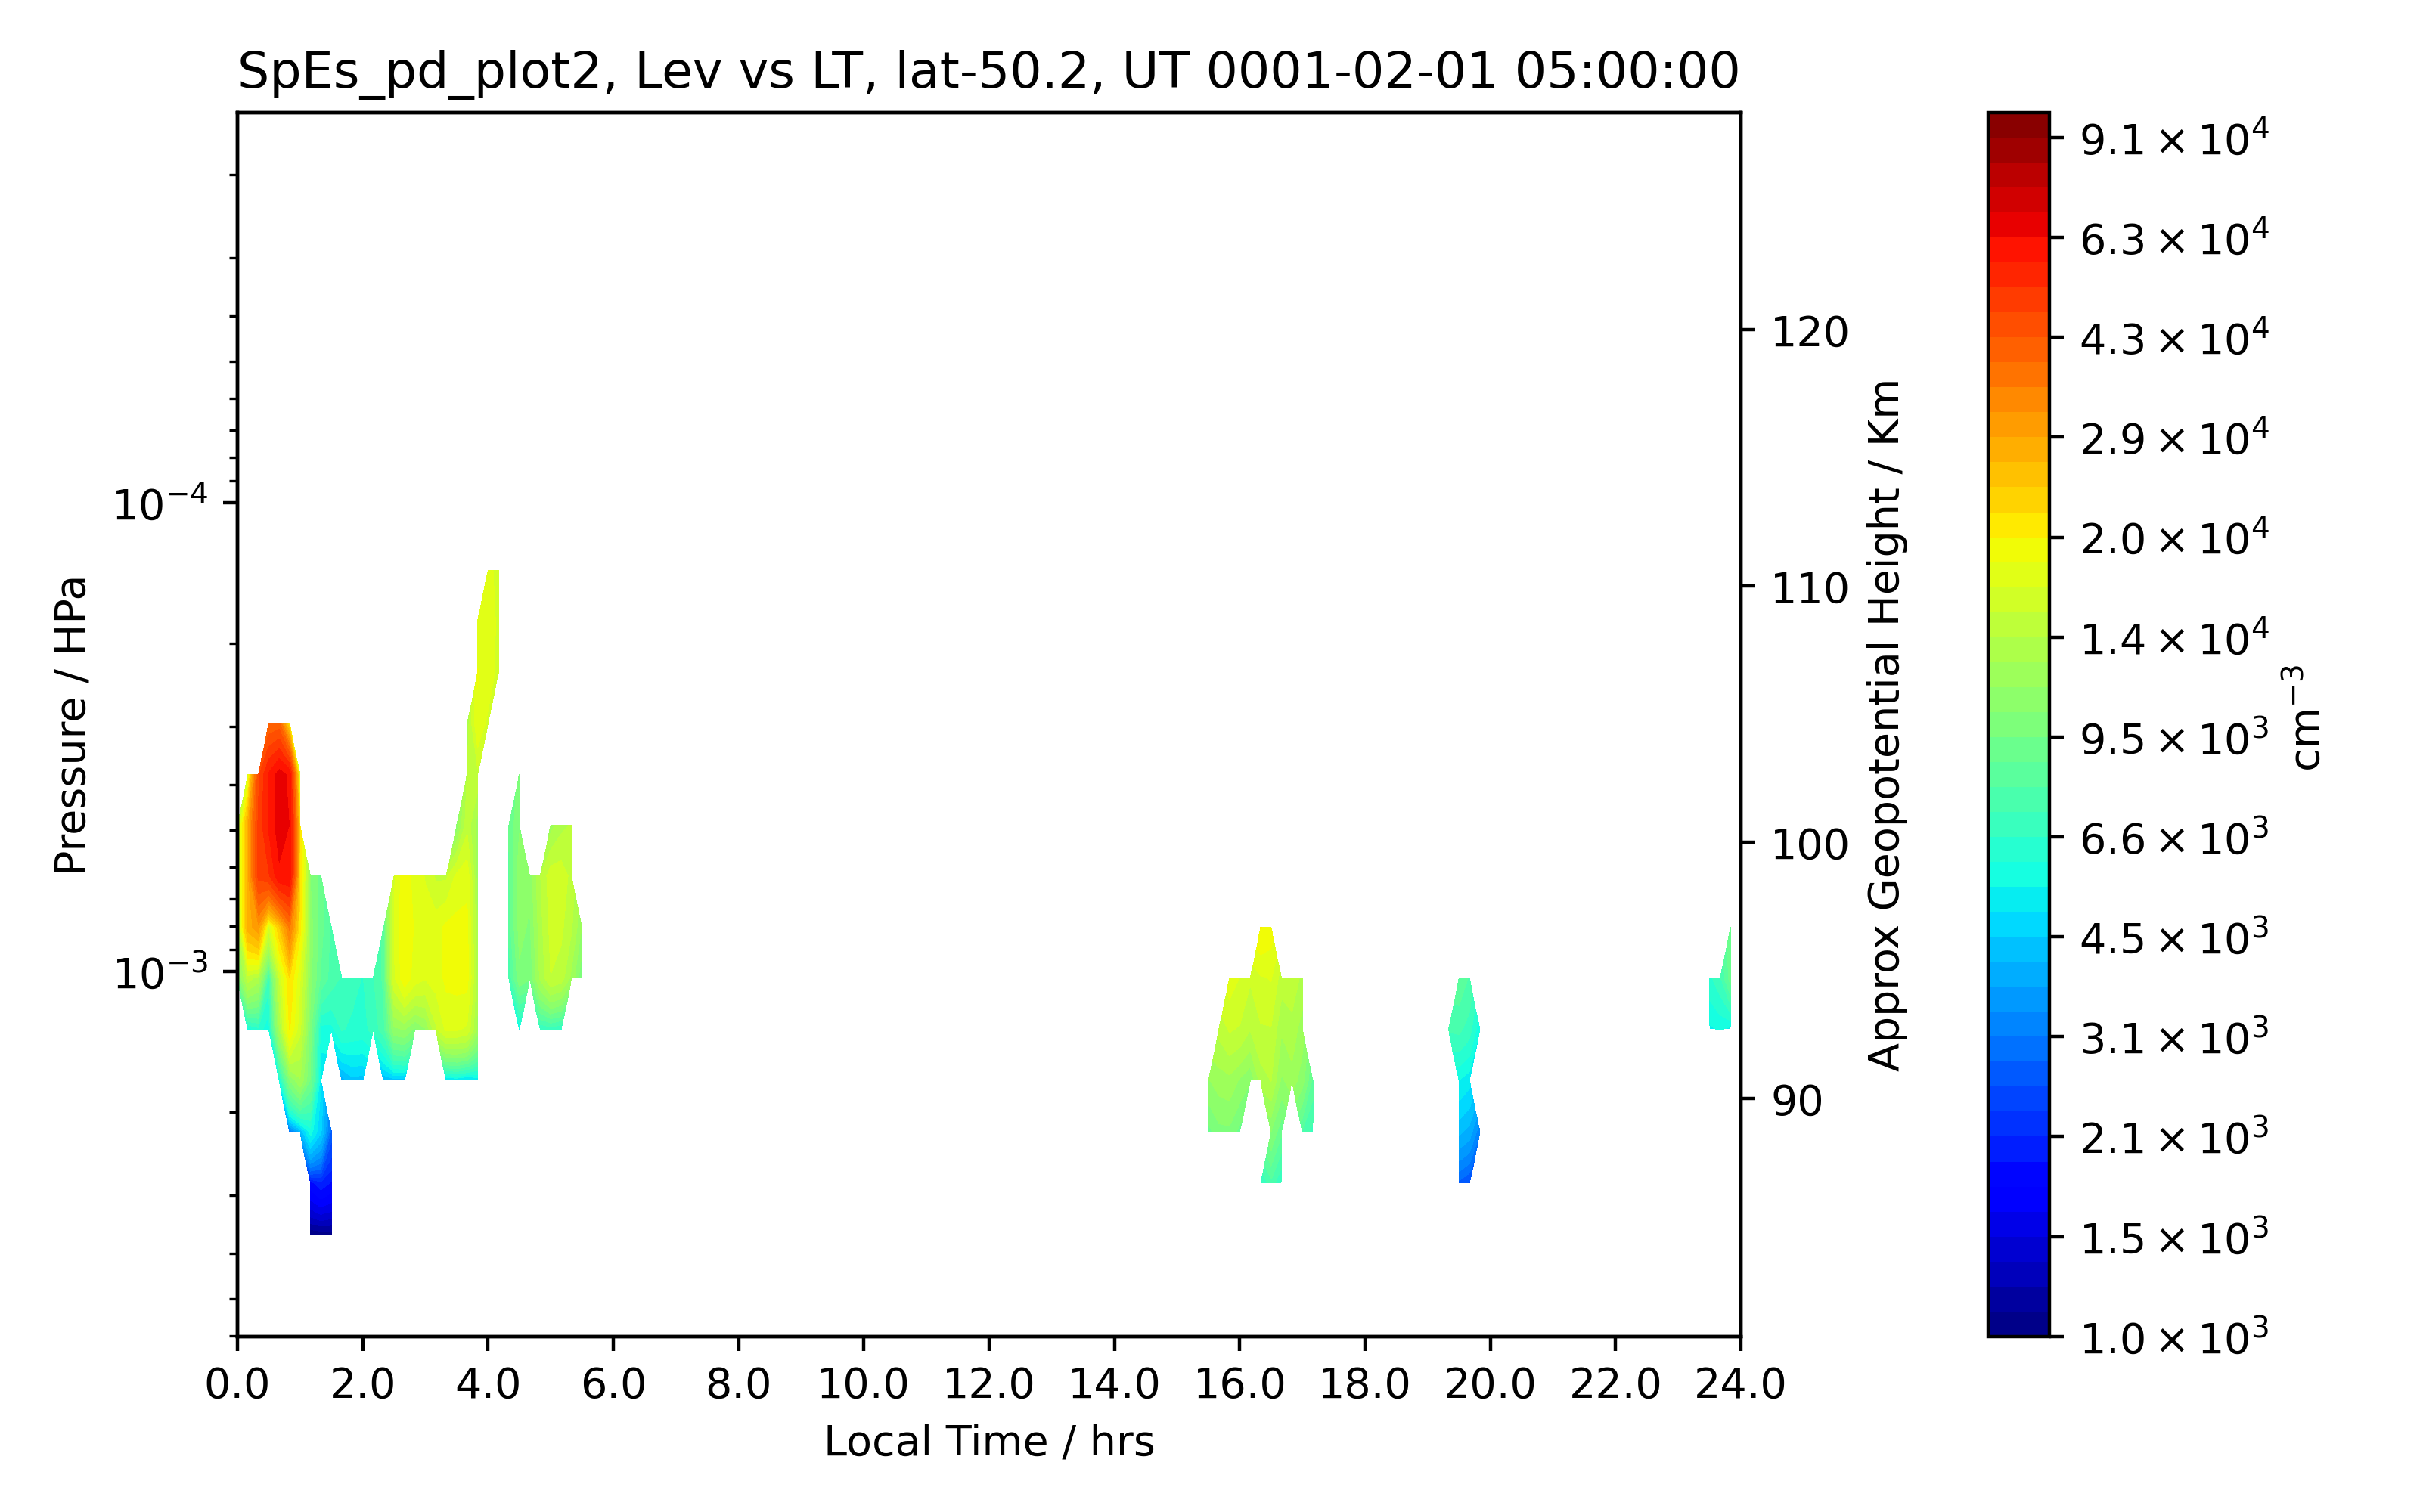 SpEs_pd_plot2, Lev vs LT, lat-50.2, UT 0001-02-01 05:00:00
Pressure / HPa
10⁻⁴
10⁻³
0.0 2.0 4.0 6.0 8.0 10.0 12.0 14.0 16.0 18.0 20.0 22.0 24.0
Local Time / hrs
120
110
100
90
Approx Geopotential Height / Km
9.1 × 10⁴
6.3 × 10⁴
4.3 × 10⁴
2.9 × 10⁴
2.0 × 10⁴
1.4 × 10⁴
9.5 × 10³
6.6 × 10³
4.5 × 10³
3.1 × 10³
2.1 × 10³
1.5 × 10³
1.0 × 10³
cm⁻³